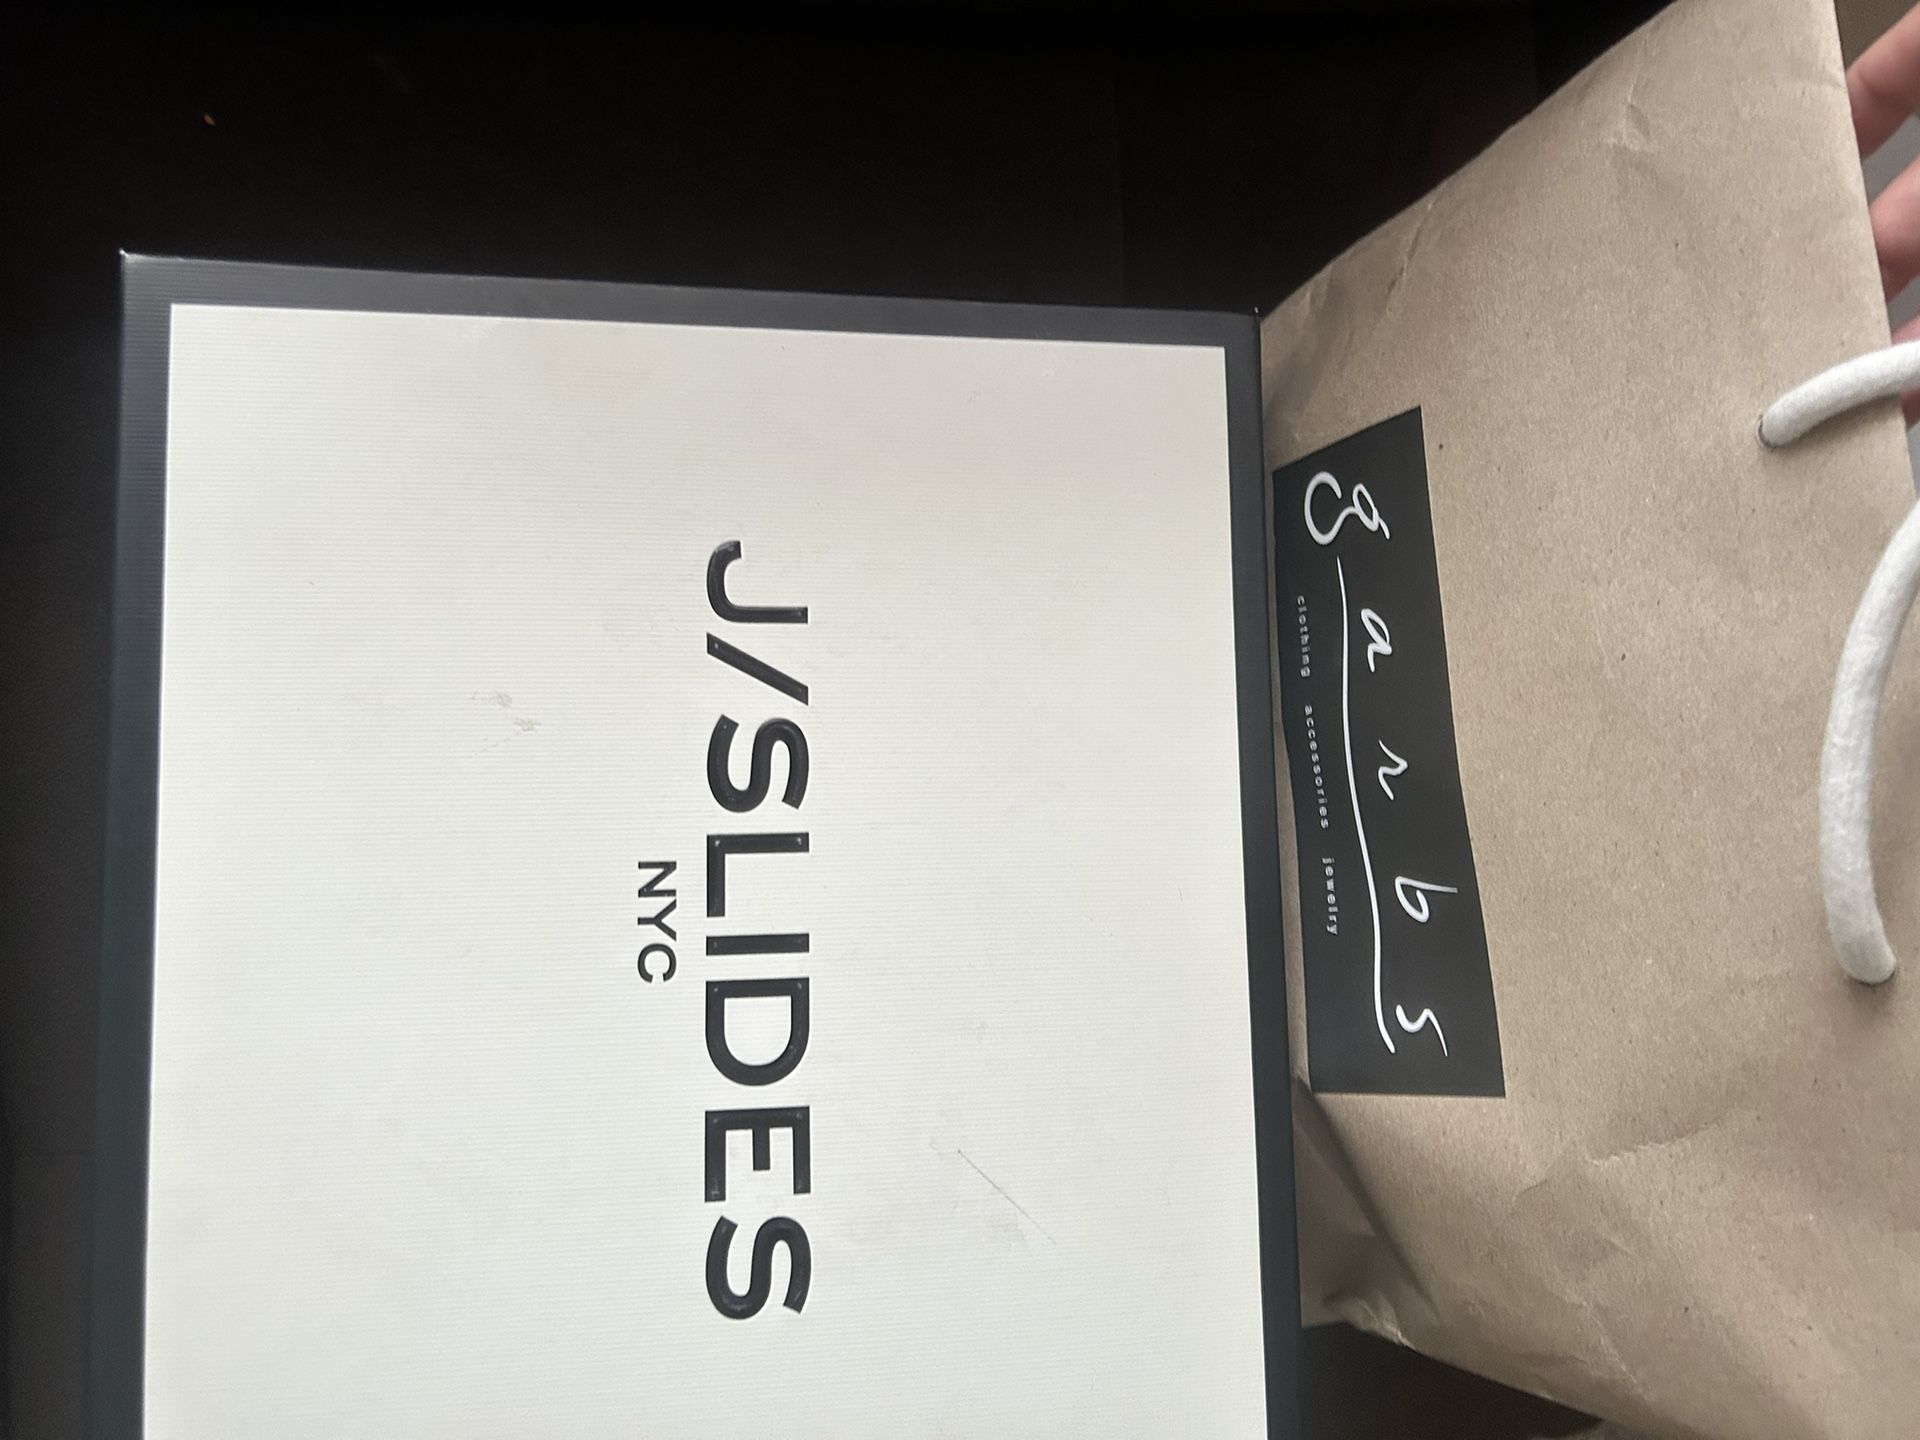 J/SLIDES
NYC
garbs
clothing accessories jewelry